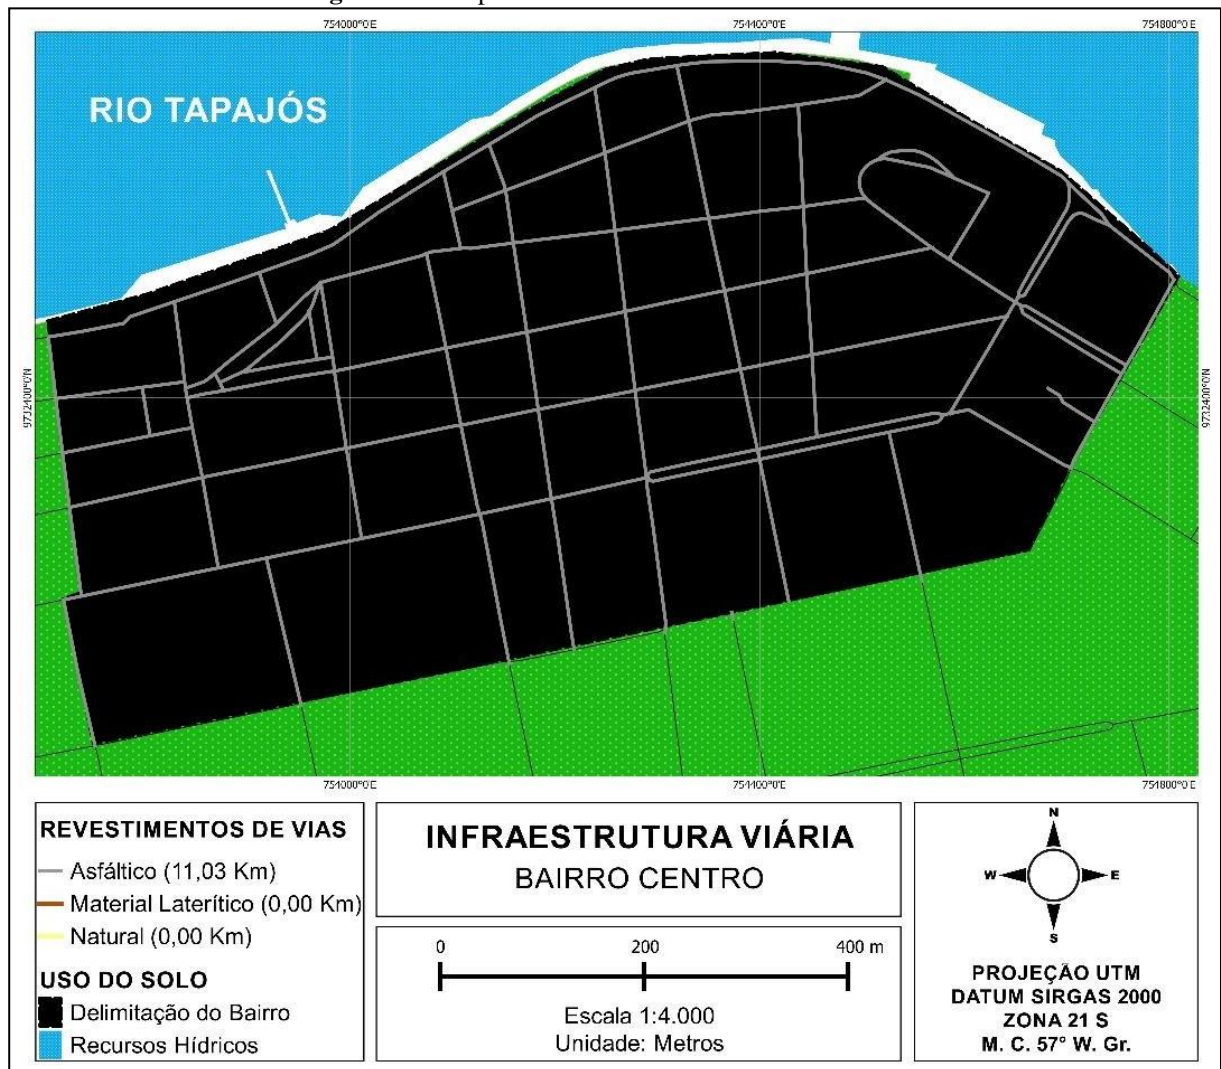 754000°0 E 754400°0 E 754800°0 E
RIO TAPAJÓS
9732400°0'N 9732400°0'N
754000°0 E 754400°0 E 754800°0 E
REVESTIMENTOS DE VIAS
Asfáltico (11,03 Km)
Material Laterítico (0,00 Km)
Natural (0,00 Km)
USO DO SOLO
Delimitação do Bairro
Recursos Hídricos
INFRAESTRUTURA VIÁRIA
BAIRRO CENTRO
0 200 400 m
Escala 1:4.000
Unidade: Metros
N
W E
S
PROJEÇÃO UTM
DATUM SIRGAS 2000
ZONA 21 S
M. C. 57° W. Gr.